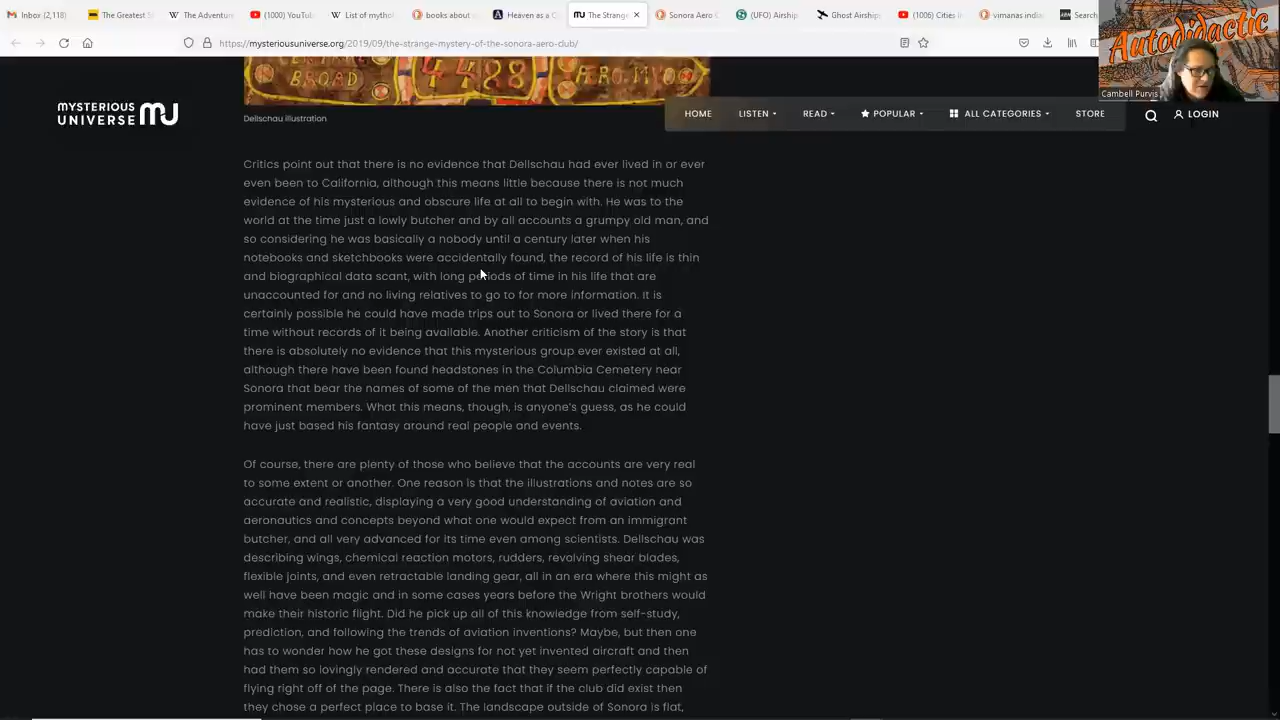 Inbox (2,118)
The Greatest S
The Adventure
(1000) YouTub
List of mytho
books about
Heaven as a C
The Strange
Sonora Aero C
(UFO) Airship
Ghost Airships
(1006) Cities I
vimanas india
Search
https://mysteriousuniverse.org/2019/09/the-strange-mystery-of-the-sonora-aero-club/
Autodidactic
Cambell Purvis
BROAD 4428 AEROMYO
MYSTERIOUS
UNIVERSE MU
HOME LISTEN READ POPULAR ALL CATEGORIES STORE LOGIN
Dellschau illustration
Critics point out that there is no evidence that Dellschau had ever lived in or ever
even been to California, although this means little because there is not much
evidence of his mysterious and obscure life at all to begin with. He was to the
world at the time just a lowly butcher and by all accounts a grumpy old man, and
so considering he was basically a nobody until a century later when his
notebooks and sketchbooks were accidentally found, the record of his life is thin
and biographical data scant, with long periods of time in his life that are
unaccounted for and no living relatives to go to for more information. It is
certainly possible he could have made trips out to Sonora or lived there for a
time without records of it being available. Another criticism of the story is that
there is absolutely no evidence that this mysterious group ever existed at all,
although there have been found headstones in the Columbia Cemetery near
Sonora that bear the names of some of the men that Dellschau claimed were
prominent members. What this means, though, is anyone's guess, as he could
have just based his fantasy around real people and events.
Of course, there are plenty of those who believe that the accounts are very real
to some extent or another. One reason is that the illustrations and notes are so
accurate and realistic, displaying a very good understanding of aviation and
aeronautics and concepts beyond what one would expect from an immigrant
butcher, and all very advanced for its time even among scientists. Dellschau was
describing wings, chemical reaction motors, rudders, revolving shear blades,
flexible joints, and even retractable landing gear, all in an era where this might as
well have been magic and in some cases years before the Wright brothers would
make their historic flight. Did he pick up all of this knowledge from self-study,
prediction, and following the trends of aviation inventions? Maybe, but then one
has to wonder how he got these designs for not yet invented aircraft and then
had them so lovingly rendered and accurate that they seem perfectly capable of
flying right off of the page. There is also the fact that if the club did exist then
they chose a perfect place to base it. The landscape outside of Sonora is flat,